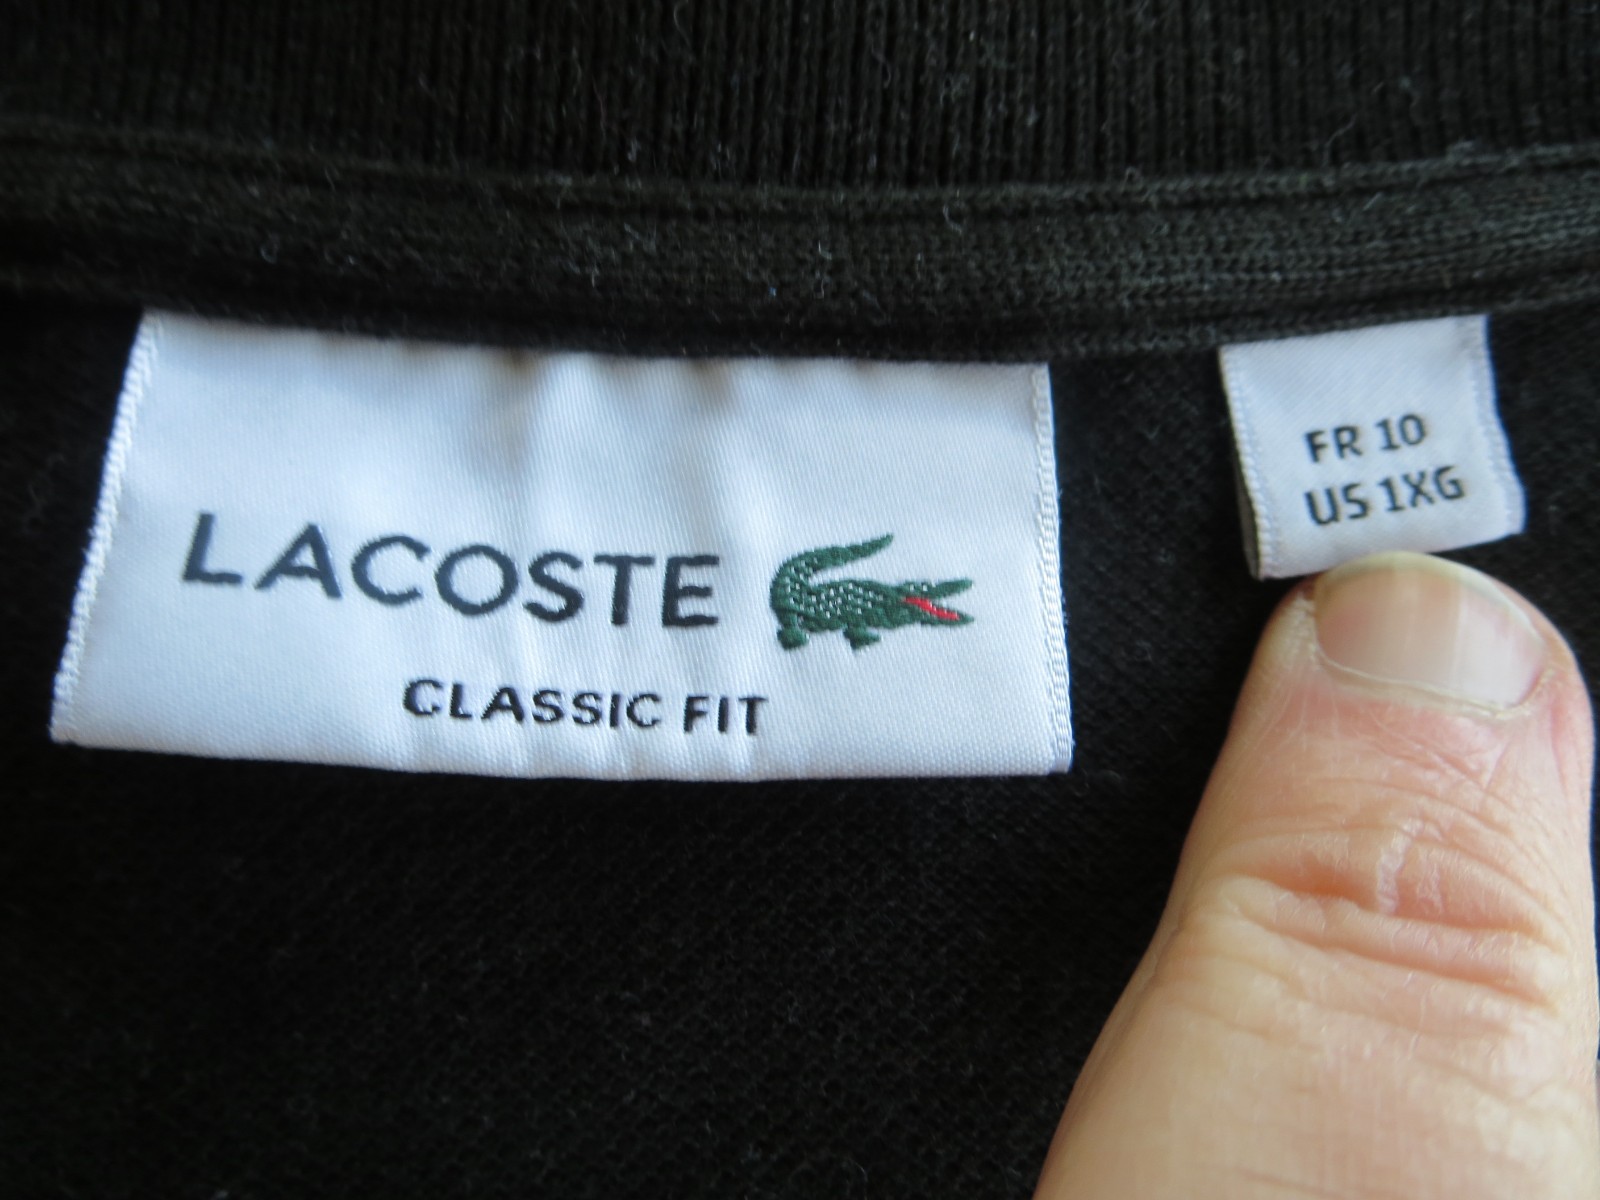 LACOSTE
CLASSIC FIT
FR 10
US 1XG